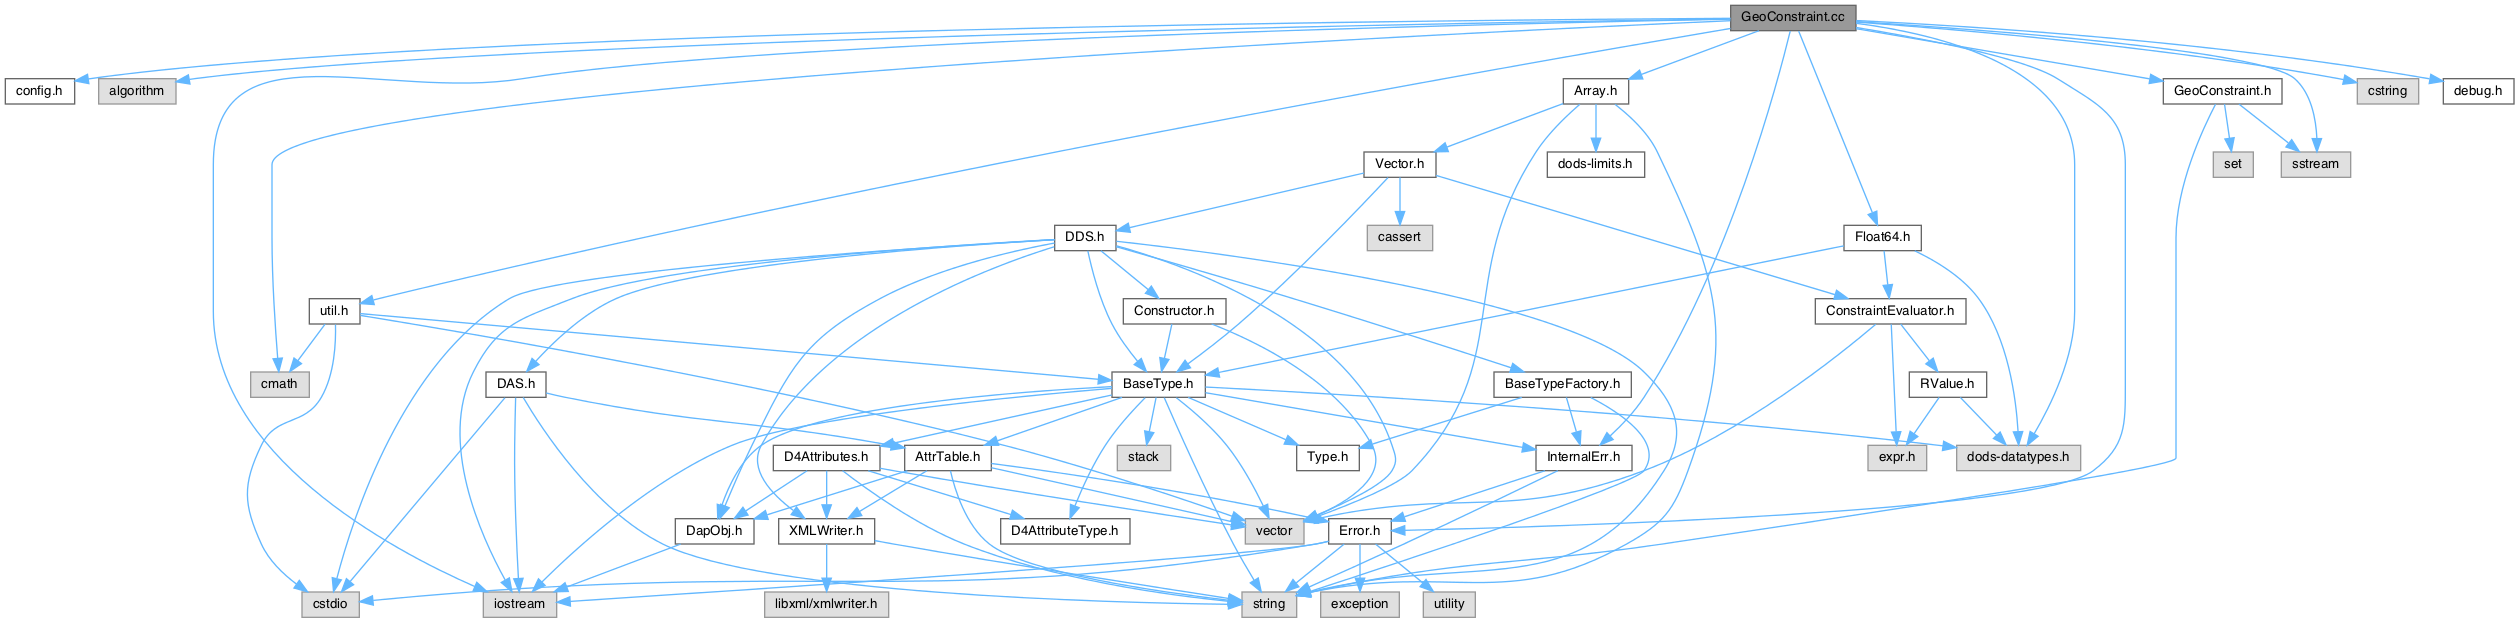 GeoConstraint.cc
config.h
algorithm
Array.h
GeoConstraint.h
cstring
debug.h
Vector.h
dods-limits.h
set
sstream
DDS.h
cassert
Float64.h
util.h
Constructor.h
ConstraintEvaluator.h
cmath
DAS.h
BaseType.h
BaseTypeFactory.h
RValue.h
D4Attributes.h
AttrTable.h
stack
Type.h
InternalErr.h
expr.h
dods-datatypes.h
DapObj.h
XMLWriter.h
D4AttributeType.h
vector
Error.h
cstdio
iostream
libxml/xmlwriter.h
string
exception
utility